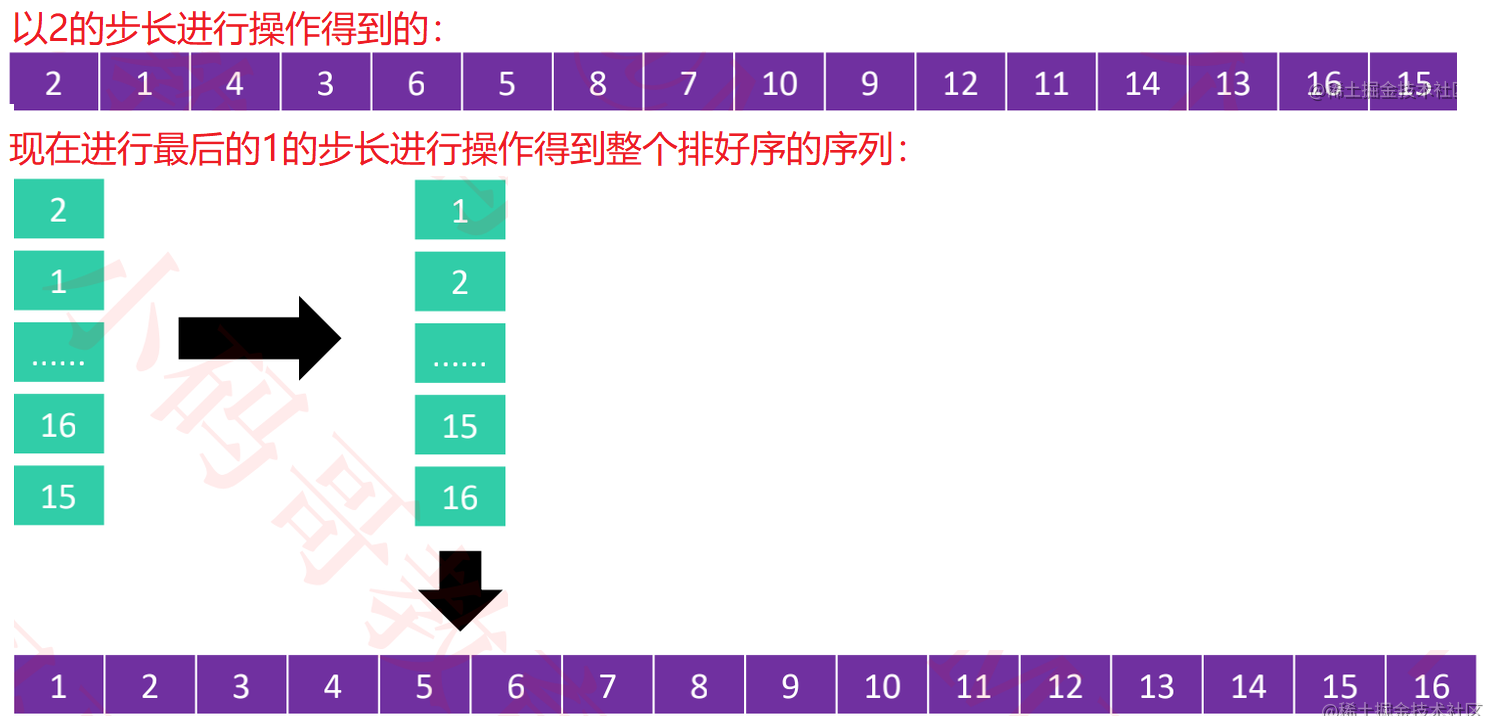 以2的步长进行操作得到的：
2 1 4 3 6 5 8 7 10 9 12 11 14 13 16 15
@稀土掘金技术社区
现在进行最后的1的步长进行操作得到整个排好序的序列：
2 1
1 2
...... ......
16 15
15 16
小码哥教
1 2 3 4 5 6 7 8 9 10 11 12 13 14 15 16
@稀土掘金技术社区